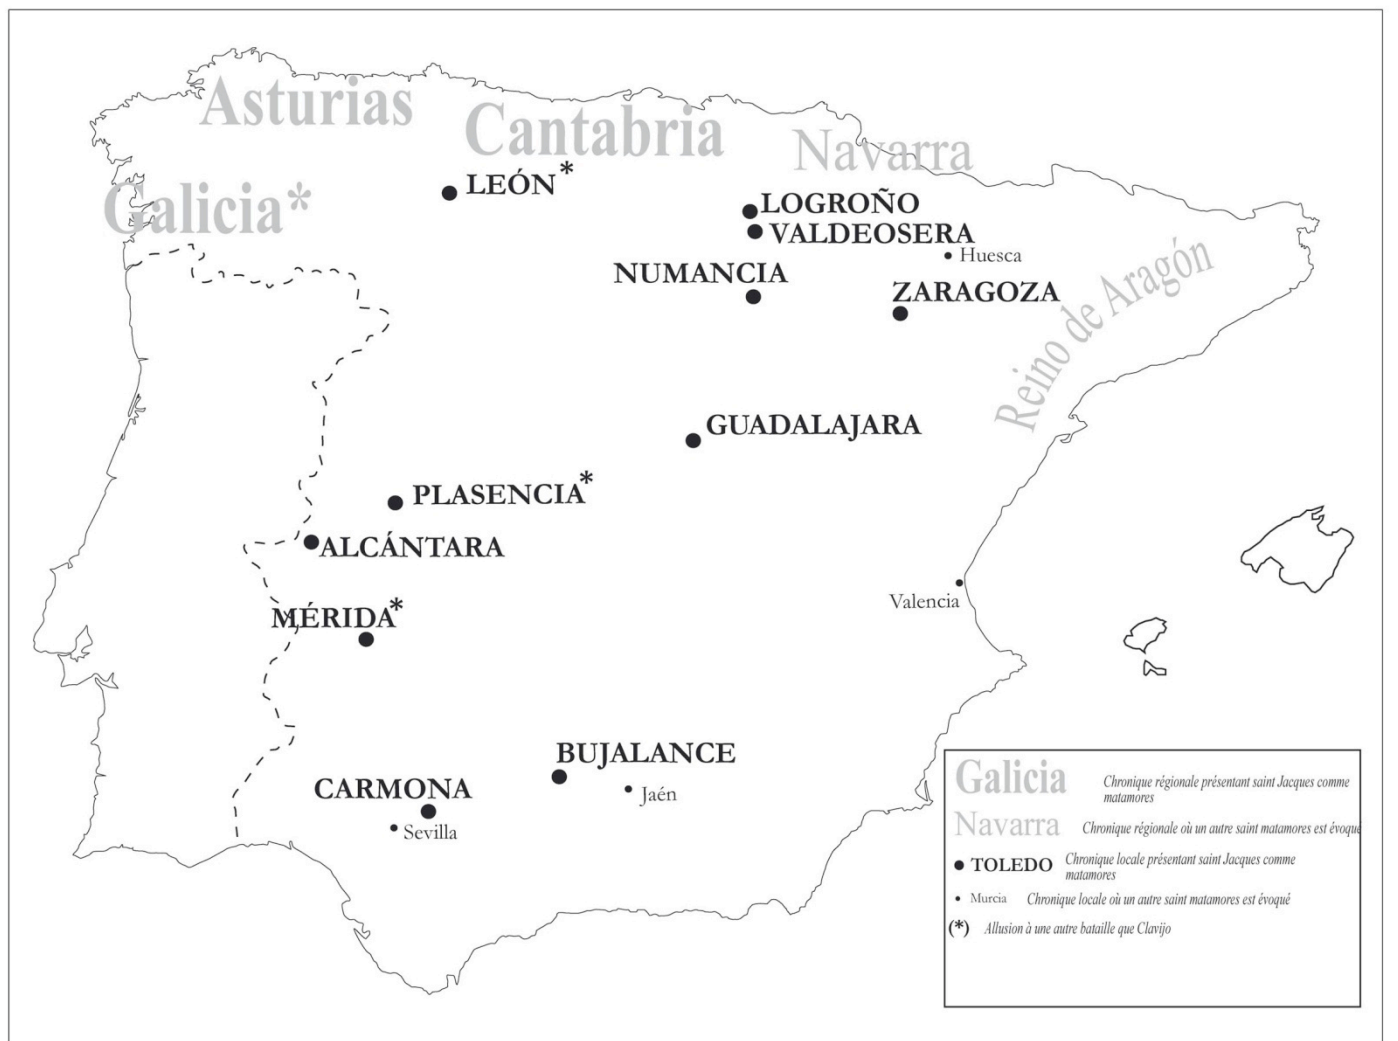 Asturias
Cantabria
Navarra
Galicia*
LEÓN*
LOGROÑO
VALDEOSERA
Huesca
NUMANCIA
ZARAGOZA
Reino de Aragón
GUADALAJARA
PLASENCIA*
ALCÁNTARA
Valencia
MÉRIDA*
BUJALANCE
CARMONA
Jaén
Sevilla
Galicia Chronique régionale présentant saint Jacques comme
matamores
Navarra Chronique régionale où un autre saint matamores est évoqué
TOLEDO Chronique locale présentant saint Jacques comme
matamores
Murcia Chronique locale où un autre saint matamores est évoqué
(*) Allusion à une autre bataille que Clavijo